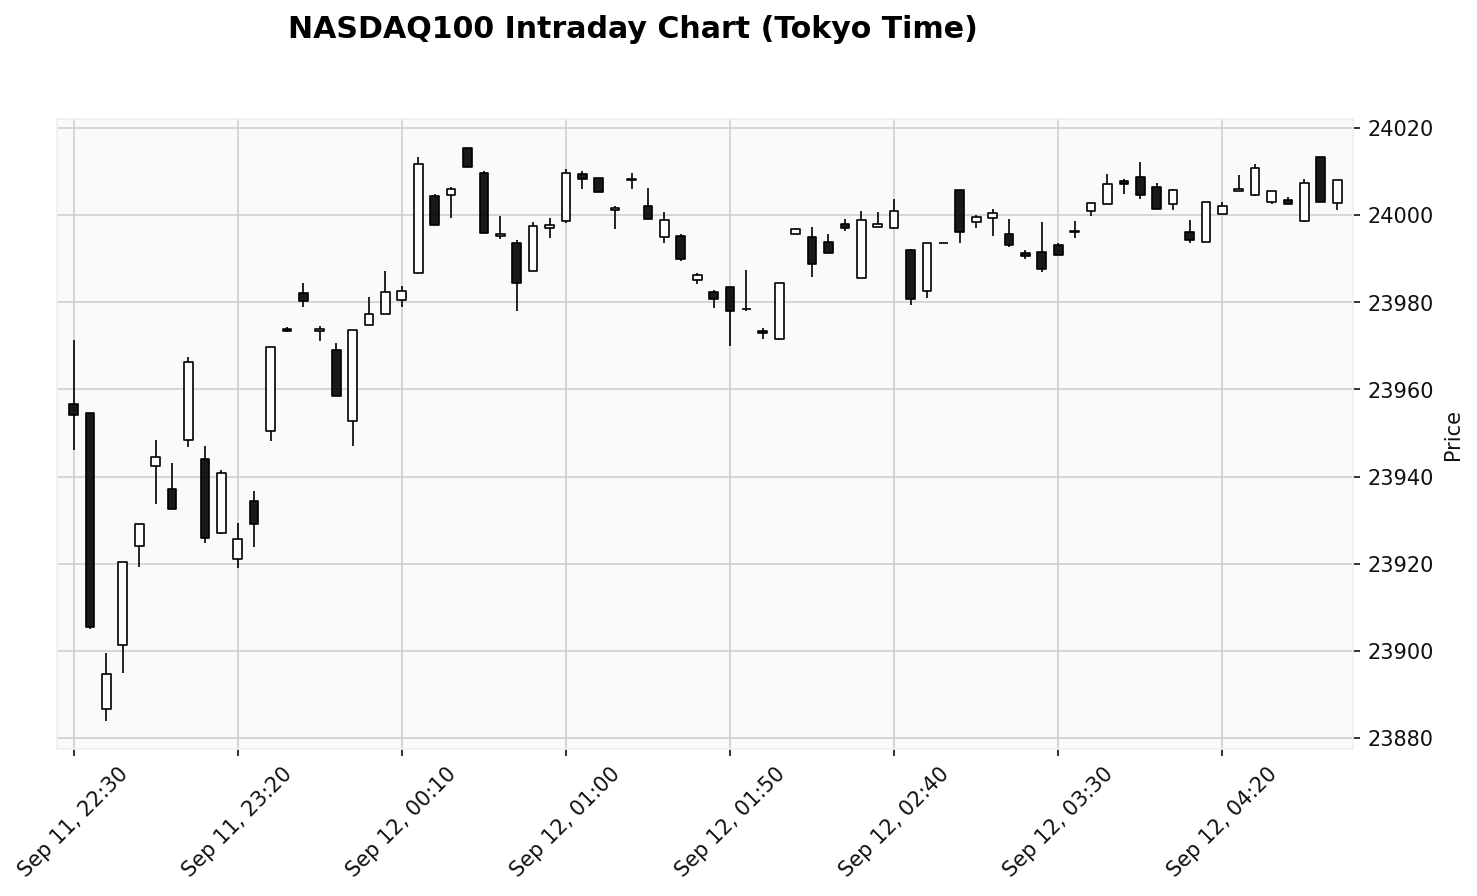 NASDAQ100 Intraday Chart (Tokyo Time)
24020
24000
23980
23960
23940
23920
23900
23880
Price
Sep 11, 22:30
Sep 11, 23:20
Sep 12, 00:10
Sep 12, 01:00
Sep 12, 01:50
Sep 12, 02:40
Sep 12, 03:30
Sep 12, 04:20